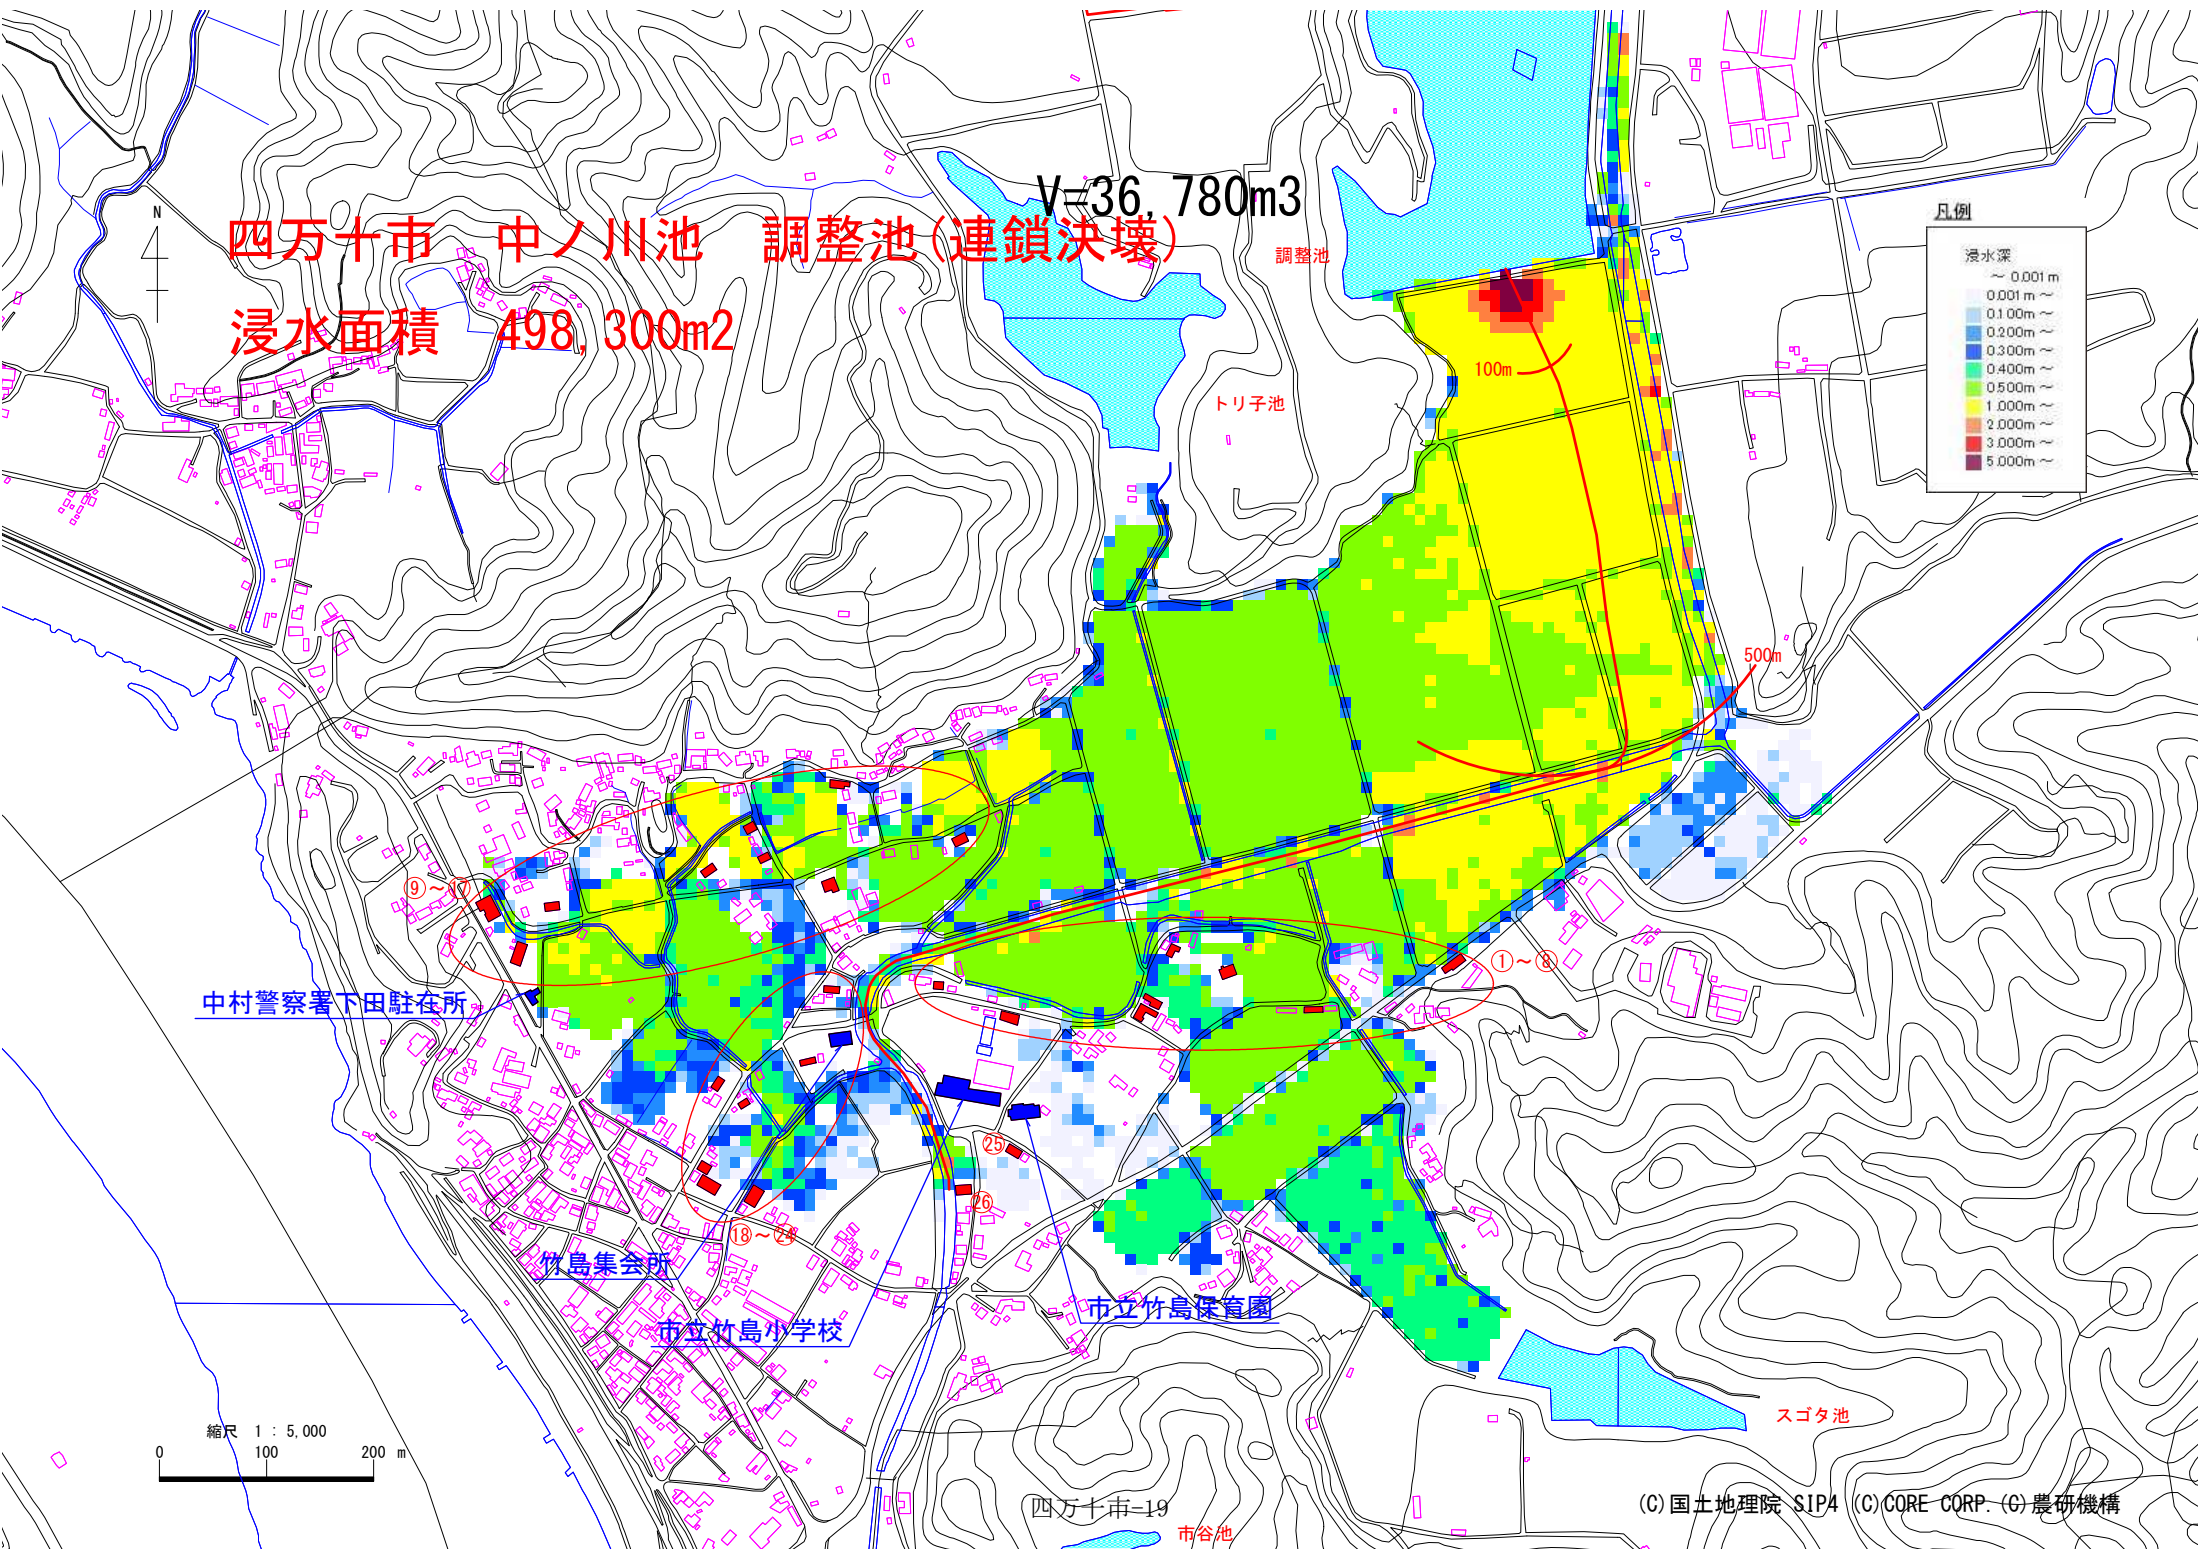 V=36,780m3
四万十市　中ノ川池　調整池(連鎖決壊)
浸水面積　498,300m2
N
調整池
トリ子池
凡例
浸水深
～ 0.001 m
0.001 m ～
0.100m ～
0.200m ～
0.300m ～
0.400m ～
0.500m ～
1.000m ～
2.000m ～
3.000m ～
5.000m ～
100m
500m
⑨～⑰
①～⑧
中村警察署下田駐在所
㉕
㉖
⑱～㉔
竹島集会所
市立竹島小学校
市立竹島保育園
スゴタ池
縮尺 1 : 5,000
0 100 200 m
四万十市-19
市谷池
(C)国土地理院 SIP4 (C)CORE CORP. (C)農研機構